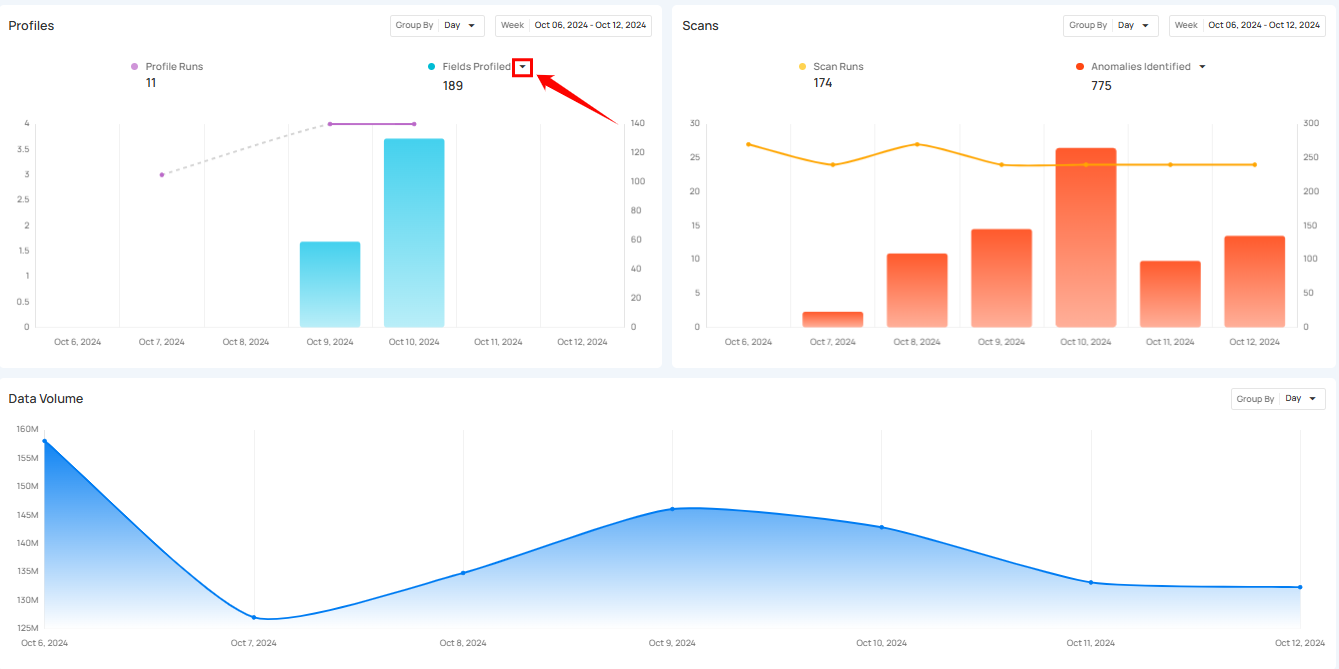 Profiles
Group By Day
Week Oct 06, 2024 - Oct 12, 2024
Profile Runs
11
Fields Profiled
189
4
3.5
3
2.5
2
1.5
1
0.5
0
140
120
100
80
60
40
20
0
Oct 6, 2024 Oct 7, 2024 Oct 8, 2024 Oct 9, 2024 Oct 10, 2024 Oct 11, 2024 Oct 12, 2024
Scans
Group By Day
Week Oct 06, 2024 - Oct 12, 2024
Scan Runs
174
Anomalies Identified
775
30
25
20
15
10
5
0
300
250
200
150
100
50
0
Oct 6, 2024 Oct 7, 2024 Oct 8, 2024 Oct 9, 2024 Oct 10, 2024 Oct 11, 2024 Oct 12, 2024
Data Volume
Group By Day
160M
155M
150M
145M
140M
135M
130M
125M
Oct 6, 2024 Oct 7, 2024 Oct 8, 2024 Oct 9, 2024 Oct 10, 2024 Oct 11, 2024 Oct 12, 2024